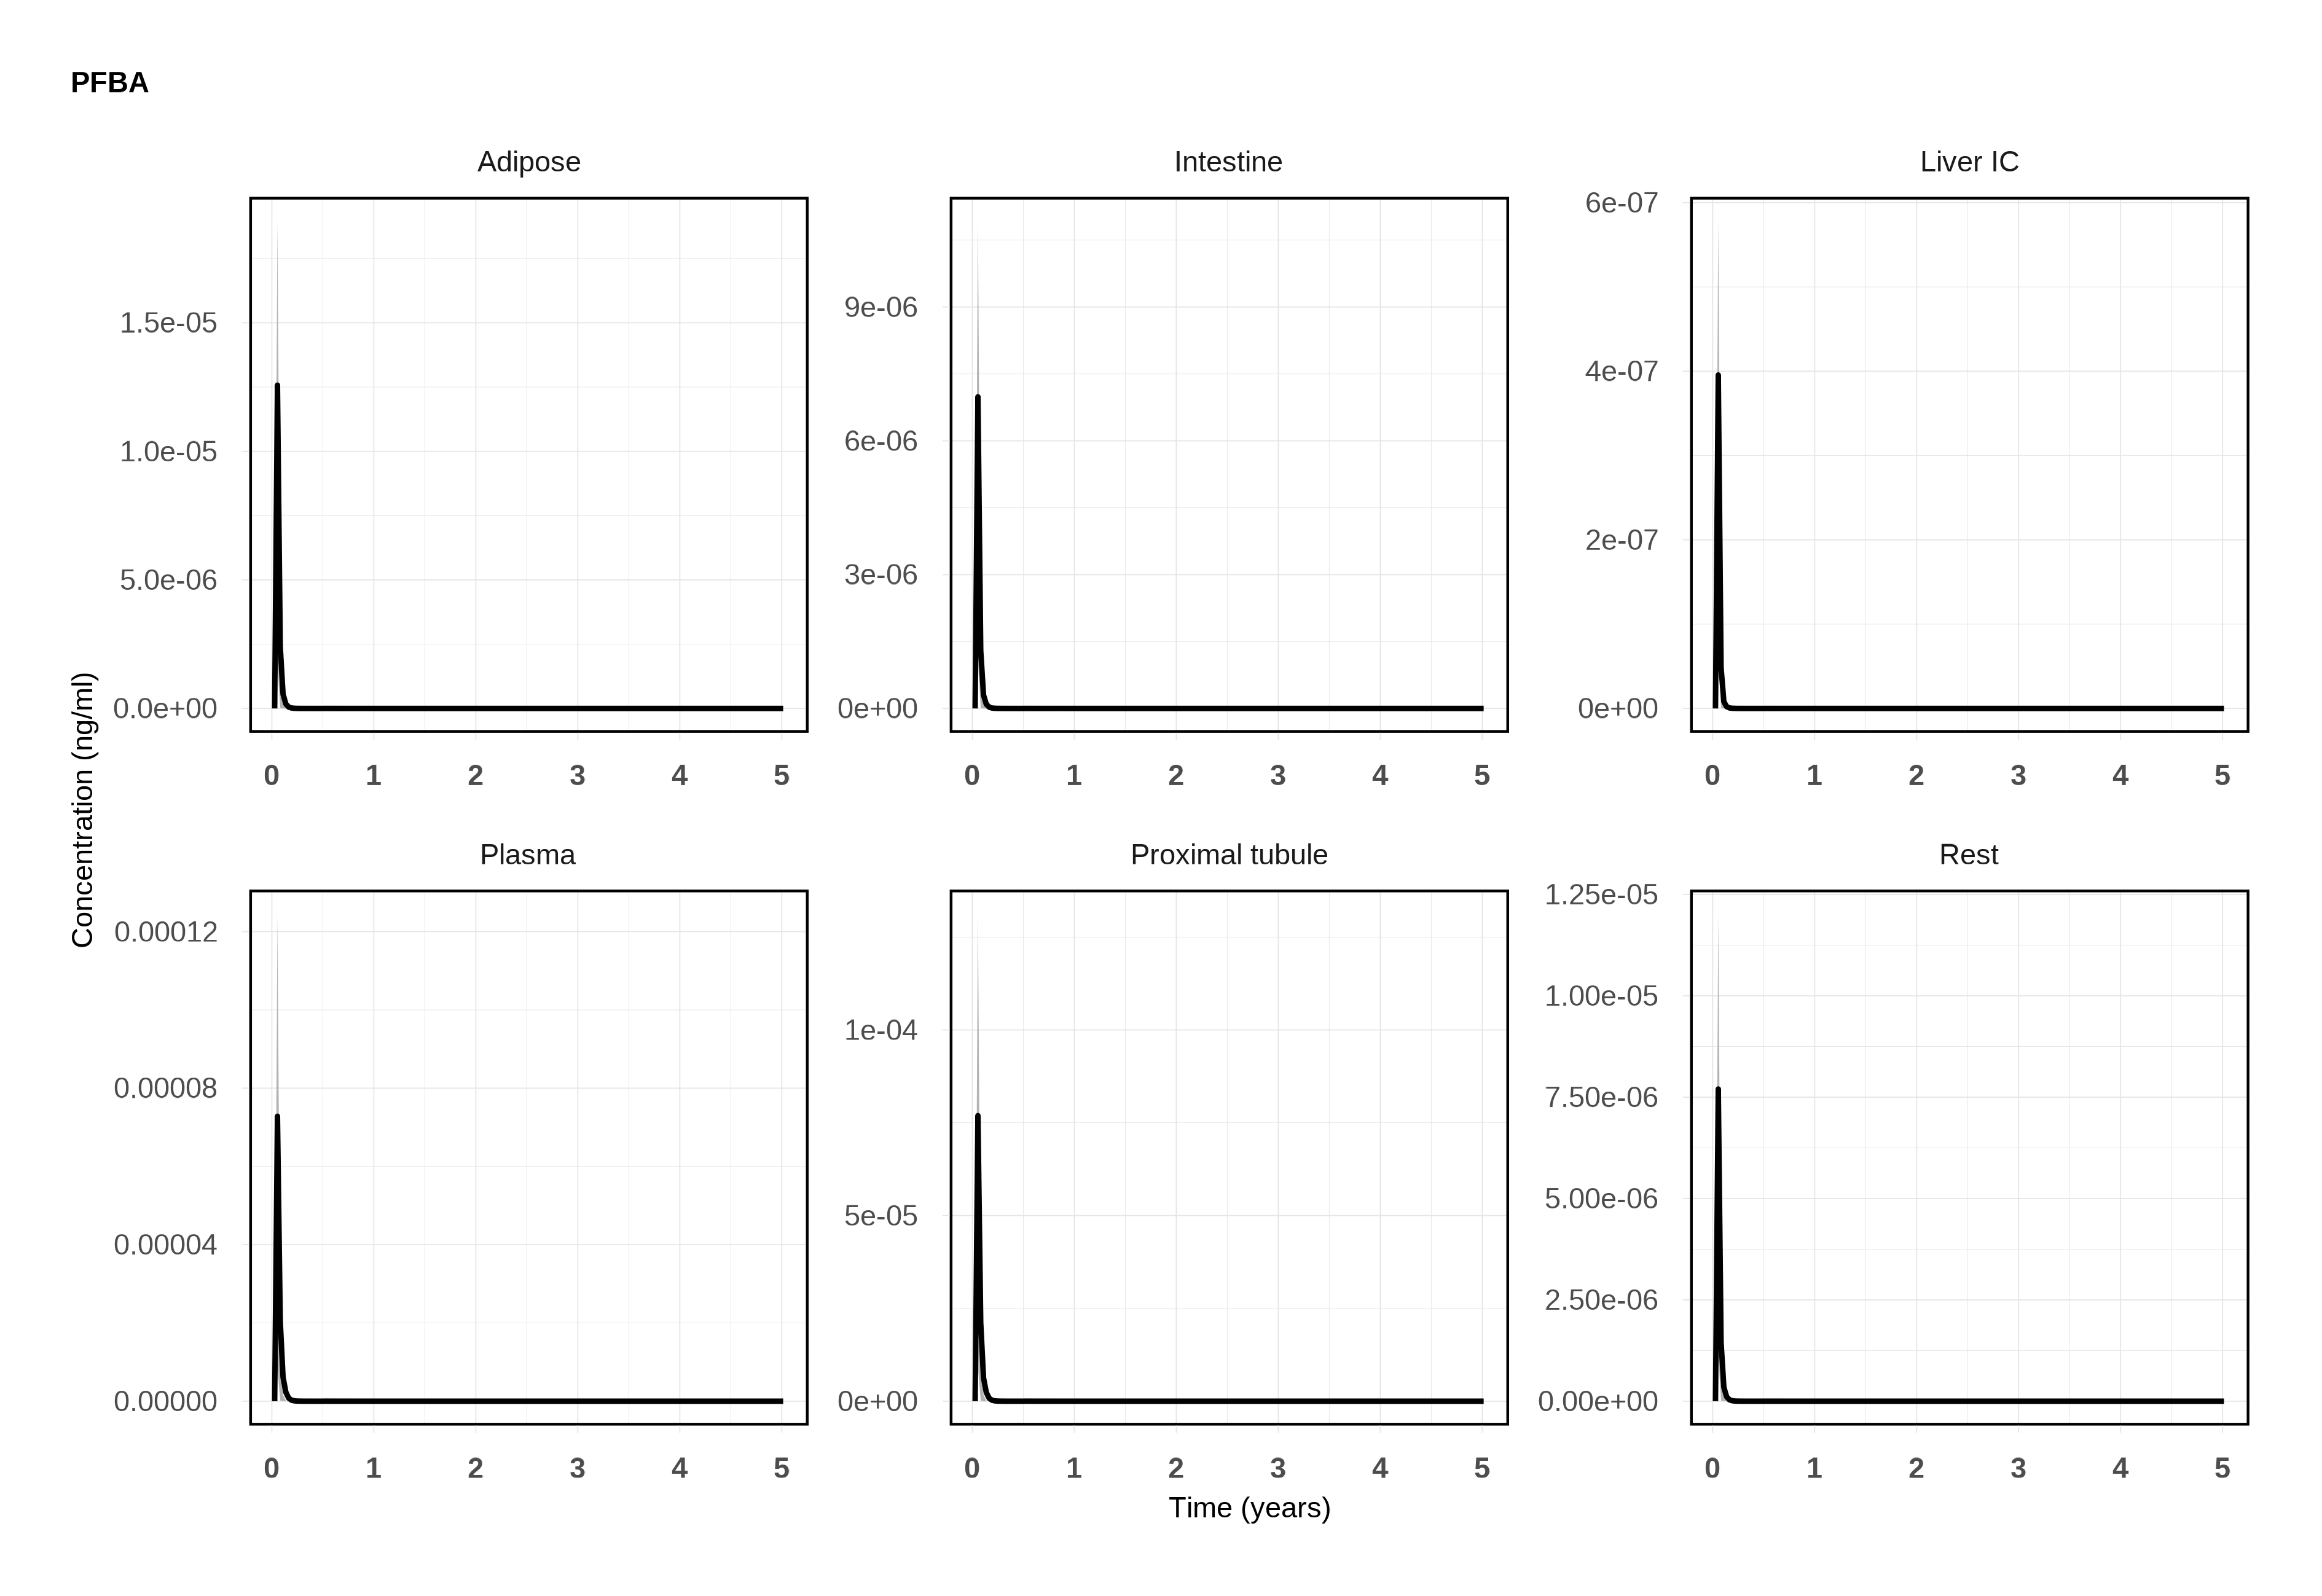 PFBA
Adipose
Intestine
Liver IC
1.5e-05
1.0e-05
5.0e-06
0.0e+00
9e-06
6e-06
3e-06
0e+00
6e-07
4e-07
2e-07
0e+00
0 1 2 3 4 5
0 1 2 3 4 5
0 1 2 3 4 5
Concentration (ng/ml)
Plasma
Proximal tubule
Rest
0.00012
0.00008
0.00004
0.00000
1e-04
5e-05
0e+00
1.25e-05
1.00e-05
7.50e-06
5.00e-06
2.50e-06
0.00e+00
0 1 2 3 4 5
0 1 2 3 4 5
0 1 2 3 4 5
Time (years)